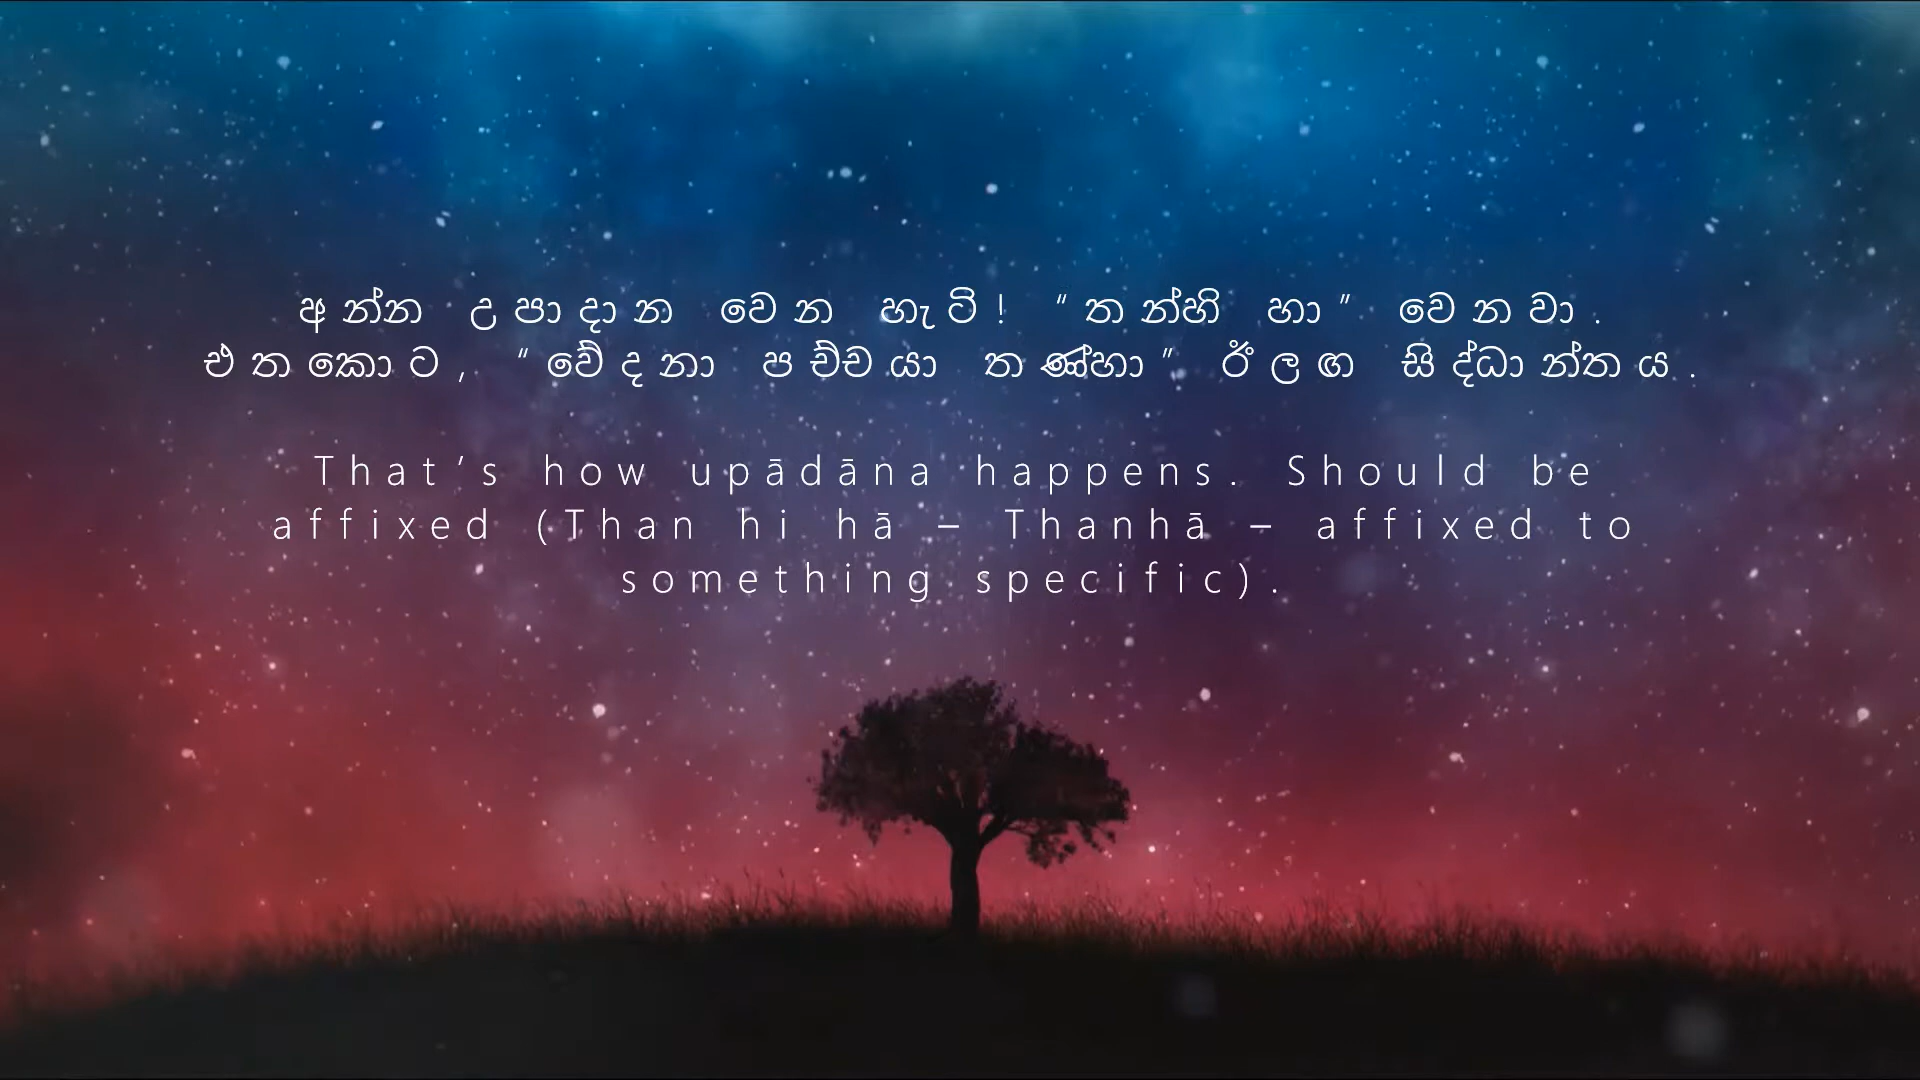 අන්න උපාදාන වෙන හැටි! “තන්හි හා” වෙනවා.
එතකොට, “වේදනා පච්චයා තණ්හා” ඊලඟ සිද්ධාන්තය.
That’s how upādāna happens. Should be
affixed (Than hi hā – Thanhā – affixed to
something specific).